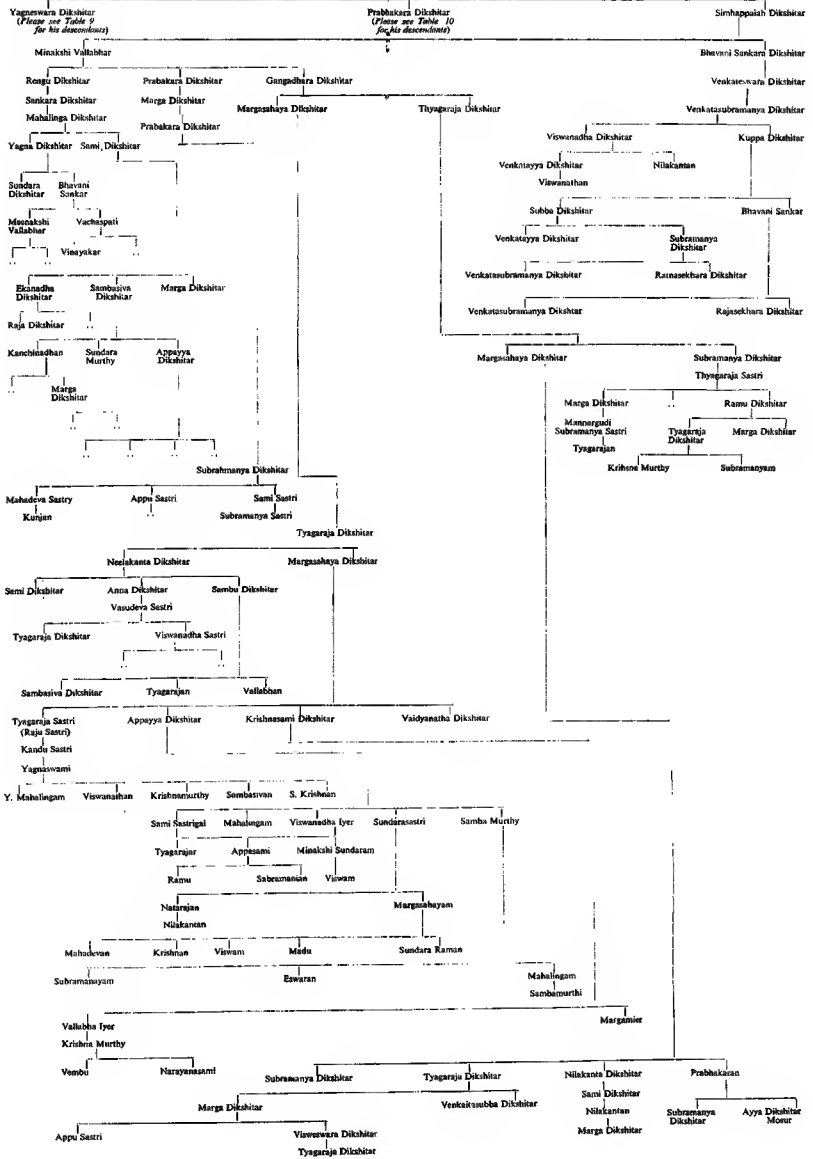 Yagneswara Dikshitar Prabhakara Dikshitar Simhappaiah Dikshitar
(Please see Table 9 (Please see Table 10
for his descendants) for his descendants)
Minakshi Vallabhar Bhavani Sankara Dikshitar
Rengu Dikshitar Prabakara Dikshitar Gangadhara Dikshitar Venkateswara Dikshitar
Sankara Dikshitar Marga Dikshitar Margasahaya Dikshitar Thyagaraja Dikshitar Venkatasubramanya Dikshitar
Mahalinga Dikshitar Prabakara Dikshitar
Viswanadha Dikshitar Kuppa Dikshitar
Yagna Dikshitar Sami Dikshitar
Venkatayya Dikshitar Nilakantan
Viswanathan
Sundara Bhavani
Dikshitar Sankar
Subba Dikshitar Bhavani Sankar
Meenakshi Vachaspati
Vallabhar
Venkatayya Dikshitar Subramanya
Dikshitar
Vinayakar
Venkatasubramanya Dikshitar Ratnasekhara Dikshitar
Ekanadha Sambasiva Marga Dikshitar
Dikshitar Dikshitar
Venkatasubramanya Dikshtar Rajasekhara Dikshitar
Raja Dikshitar
Kanchinadhan Sundara Appayya
Murthy Dikshitar
Margasahaya Dikshitar Subramanya Dikshitar
Thyagaraja Sastri
Marga
Dikshitar
Marga Dikshitar Ramu Dikshitar
Mannargudi
Subramanya Sastri Tyagaraja Marga Dikshitar
Dikshitar
Tyagarajan
Subrahmanya Dikshitar Krihsna Murthy Subramanyam
Mahadeva Sastry Appu Sastri Sami Sastri
Kunjan Subramanya Sastri
Tyagaraja Dikshitar
Neelakanta Dikshitar Margasahaya Dikshitar
Sami Dikshitar Anna Dikshitar Sambu Dikshitar
Vasudeva Sastri
Tyagaraja Dikshitar Viswanadha Sastri
Sambasiva Dikshitar Tyagarajan Vallabhan
Tyagaraja Sastri Appayya Dikshitar Krishnasami Dikshitar Vaidyanatha Dikshitar
(Raju Sastri)
Kandu Sastri
Yagnaswami
Y. Mahalingam Viswanathan Krishnamurthy Sambasivan S. Krishnan
Sami Sastrigal Mahalingam Viswanadha Iyer Sundarasastri Samba Murthy
Tyagarajar Appasami Minakshi Sundaram
Ramu Sabramanian Viswam
Natarajan Margasahayam
Nilakantan
Mahadevan Krishnan Viswam Madu Sundara Raman
Subramanayam Eswaran Mahalingam
Sambamurthi
Vallabha Iyer Margamier
Krishna Murthy
Vembu Narayanasami
Subramanya Dikshitar Tyagaraju Dikshitar Nilakanta Dikshitar Prabhakaran
Sami Dikshitar
Marga Dikshitar Venkaitasubba Dikshitar Nilakantan Subramanya Ayya Dikshitar
Dikshitar Mosur
Marga Dikshitar
Appu Sastri Visweswara Dikshitar
Tyagaraja Dikshitar